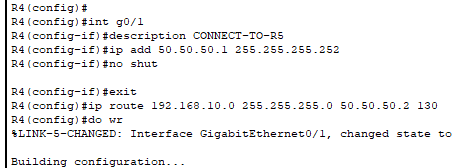 R4(config)#
R4(config)#int g0/1
R4(config-if)#description CONNECT-TO-R5
R4(config-if)#ip add 50.50.50.1 255.255.255.252
R4(config-if)#no shut
R4(config-if)#exit
R4(config)#ip route 192.168.10.0 255.255.255.0 50.50.50.2 130
R4(config)#do wr
%LINK-5-CHANGED: Interface GigabitEthernet0/1, changed state to
Building configuration...